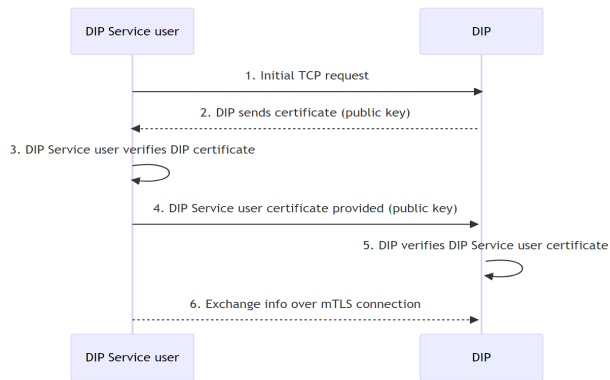 DIP Service user
DIP
1. Initial TCP request
2. DIP sends certificate (public key)
3. DIP Service user verifies DIP certificate
4. DIP Service user certificate provided (public key)
5. DIP verifies DIP Service user certificate
6. Exchange info over mTLS connection
DIP Service user
DIP